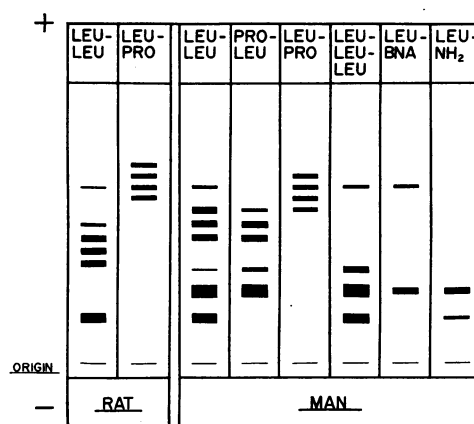 +
LEU-
LEU
LEU-
PRO
LEU-
LEU
PRO-
LEU
LEU-
PRO
LEU-
LEU-
LEU
LEU-
BNA
LEU-
NH₂
ORIGIN
−
RAT
MAN